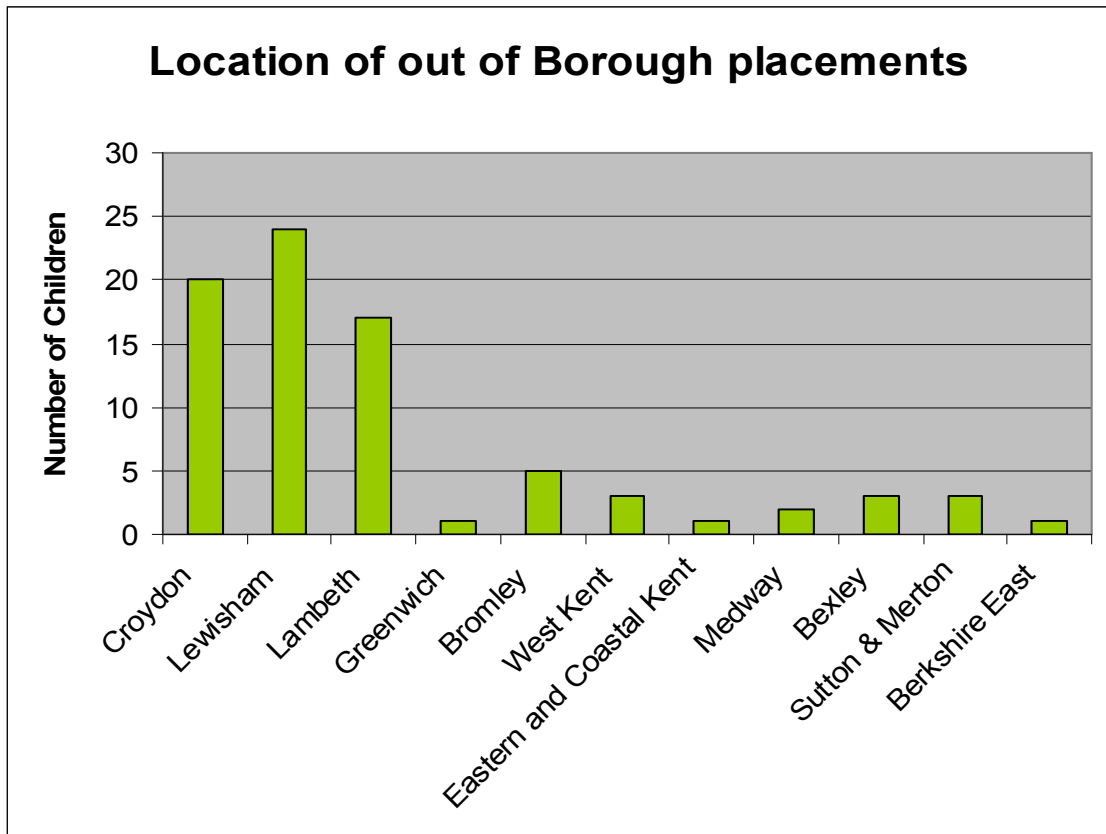 Location of out of Borough placements
Number of Children
30
25
20
15
10
5
0
Croydon
Lewisham
Lambeth
Greenwich
Bromley
West Kent
Eastern and Coastal Kent
Medway
Bexley
Sutton & Merton
Berkshire East